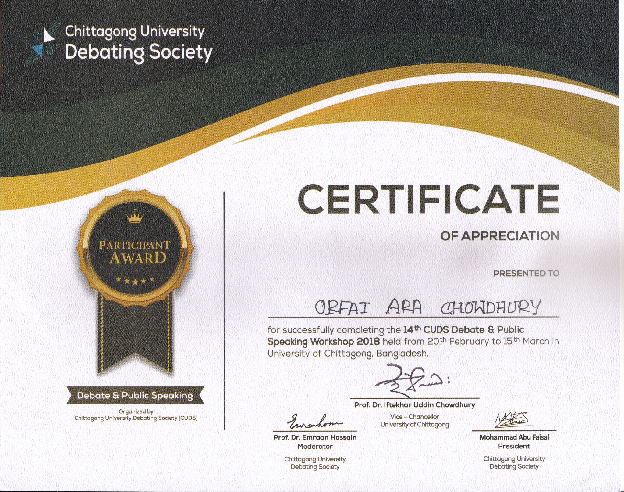 Chittagong University
Debating Society
CERTIFICATE
OF APPRECIATION
PRESENTED TO
ORFAT ARA CHOWDHURY
for successfully completing the 14th CUDS Debate & Public
Speaking Workshop 2018 held from 20th February to 15th March in
University of Chittagong, Bangladesh.
PARTICIPANT
AWARD
Debate & Public Speaking
Organized by
Chittagong University Debating Society (CUDS)
Prof. Dr. Iftekhar Uddin Chowdhury
Vice - Chancellor
University of Chittagong
Prof. Dr. Emraan Hossain
Moderator
Chittagong University
Debating Society
Mohammad Abu Faisal
President
Chittagong University
Debating Society